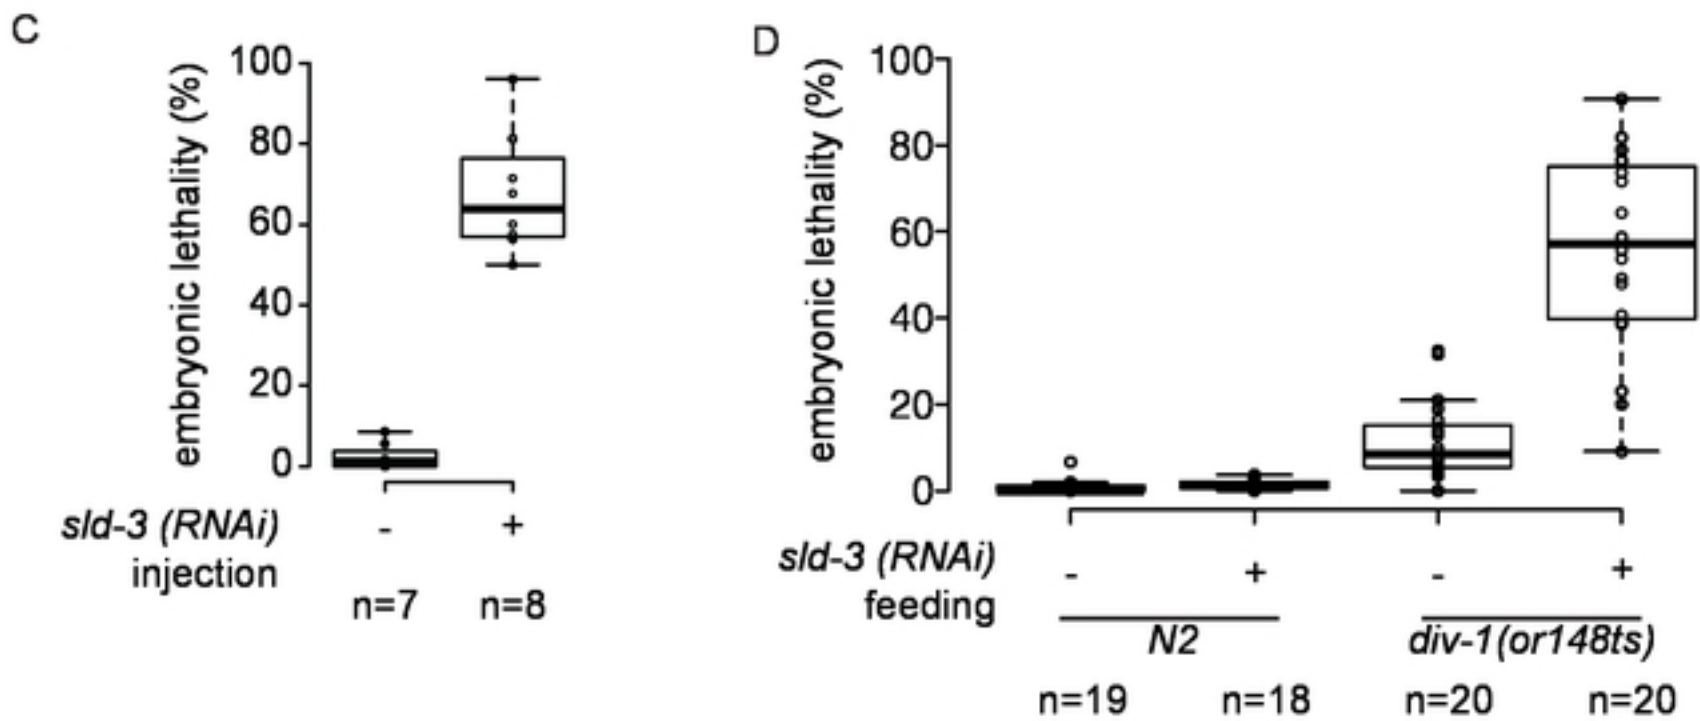 C
embryonic lethality (%)
100
80
60
40
20
0
sld-3 (RNAi)
injection
- +
n=7 n=8
D
embryonic lethality (%)
100
80
60
40
20
0
sld-3 (RNAi)
feeding
- + - +
N2 div-1(or148ts)
n=19 n=18 n=20 n=20